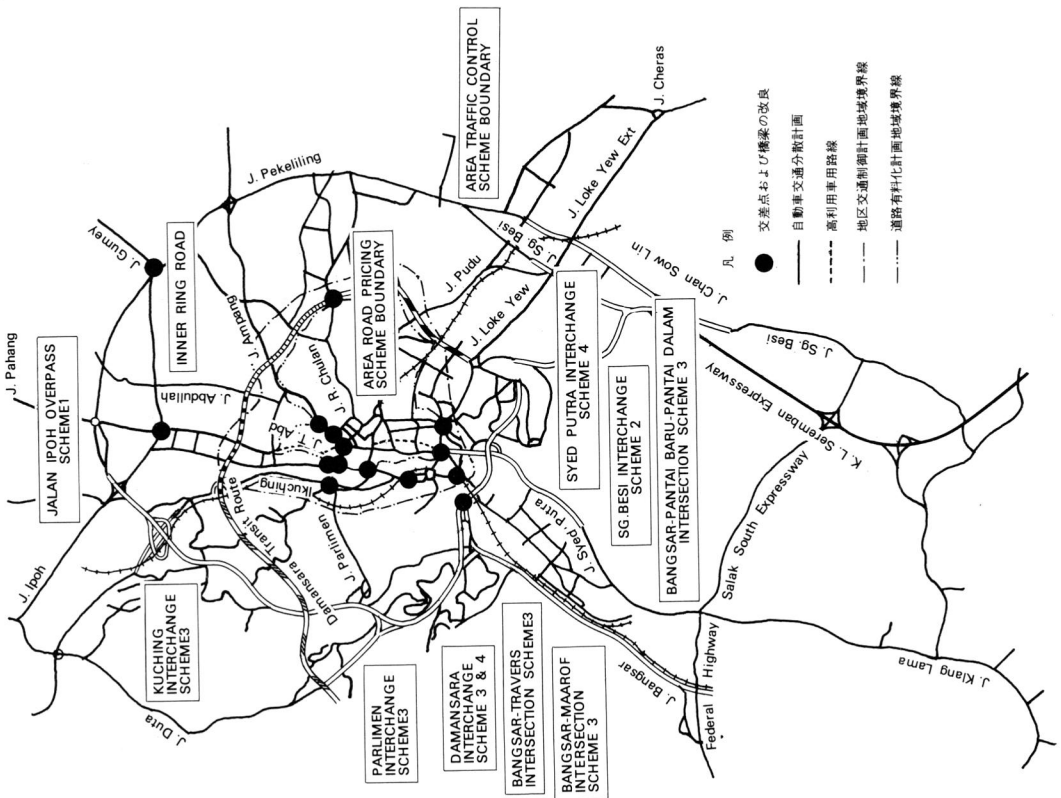 J. Pahang
J. Gurney
J. Ipoh
JALAN IPOH OVERPASS
SCHEME1
INNER RING ROAD
J. Pekeliling
J. Ampang
J. Abdullah
J.R. Chulan
J.T. Abd
AREA ROAD PRICING
SCHEME BOUNDARY
AREA TRAFFIC CONTROL
SCHEME BOUNDARY
KUCHING
INTERCHANGE
SCHEME3
J. Duta
Damansara Transit Route
Ikuching
J. Parlimen
J. Pudu
J. Sg. Besi
J. Loke Yew
J. Loke Yew Ext
J. Cheras
J. Chan Sow Lin
PARLIMEN
INTERCHANGE
SCHEME3
DAMANSARA
INTERCHANGE
SCHEME 3 & 4
BANGSAR-TRAVERS
INTERSECTION SCHEME3
BANGSAR-MAAROF
INTERSECTION
SCHEME 3
J. Syed Putra
SYED PUTRA INTERCHANGE
SCHEME 4
SG.BESI INTERCHANGE
SCHEME 2
BANGSAR-PANTAI BARU-PANTAI DALAM
INTERSECTION SCHEME 3
J. Bangsar
Federal Highway
Salak South Expressway
K.L. Seremban Expressway
J. Sg. Besi
J. Klang Lama
凡 例
交差点および橋梁の改良
自動車交通分散計画
高利用車用路線
地区交通制御計画地域境界線
道路有料化計画地域境界線